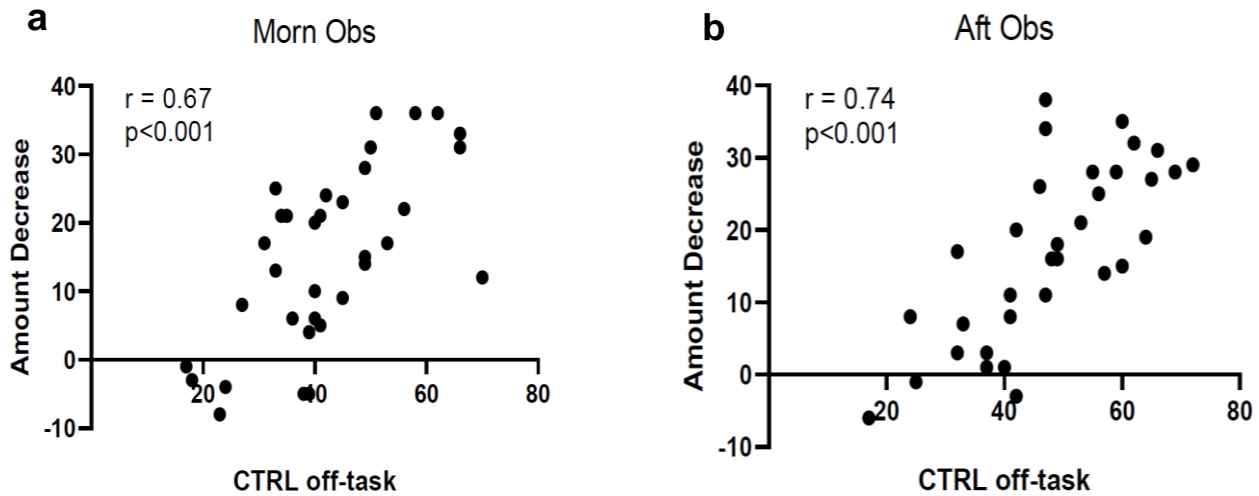 a
Morn Obs
r = 0.67
p<0.001
Amount Decrease
40
30
20
10
0
-10
20
40
60
80
CTRL off-task
b
Aft Obs
r = 0.74
p<0.001
Amount Decrease
40
30
20
10
0
-10
20
40
60
80
CTRL off-task